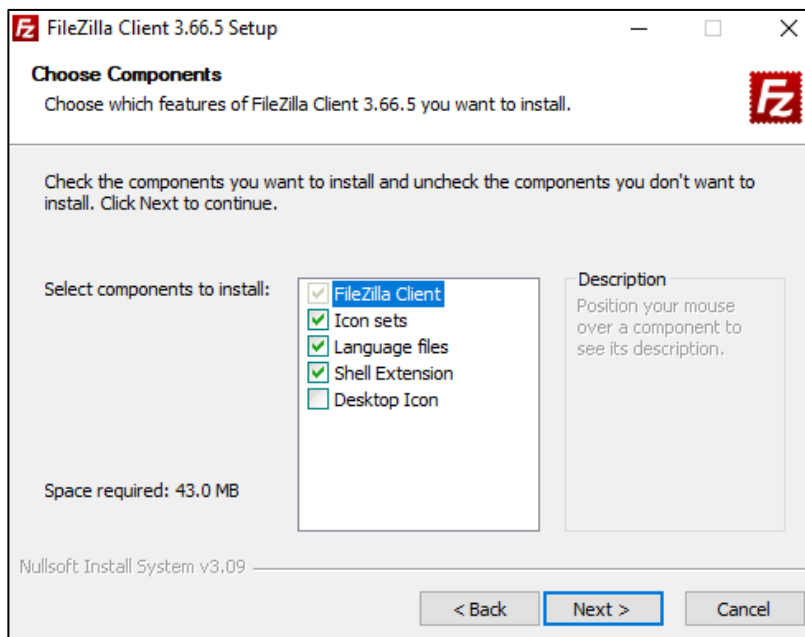 FileZilla Client 3.66.5 Setup
Choose Components
Choose which features of FileZilla Client 3.66.5 you want to install.
Fz
Check the components you want to install and uncheck the components you don't want to
install. Click Next to continue.
Select components to install:
FileZilla Client
Icon sets
Language files
Shell Extension
Desktop Icon
Description
Position your mouse
over a component to
see its description.
Space required: 43.0 MB
Nullsoft Install System v3.09
< Back
Next >
Cancel